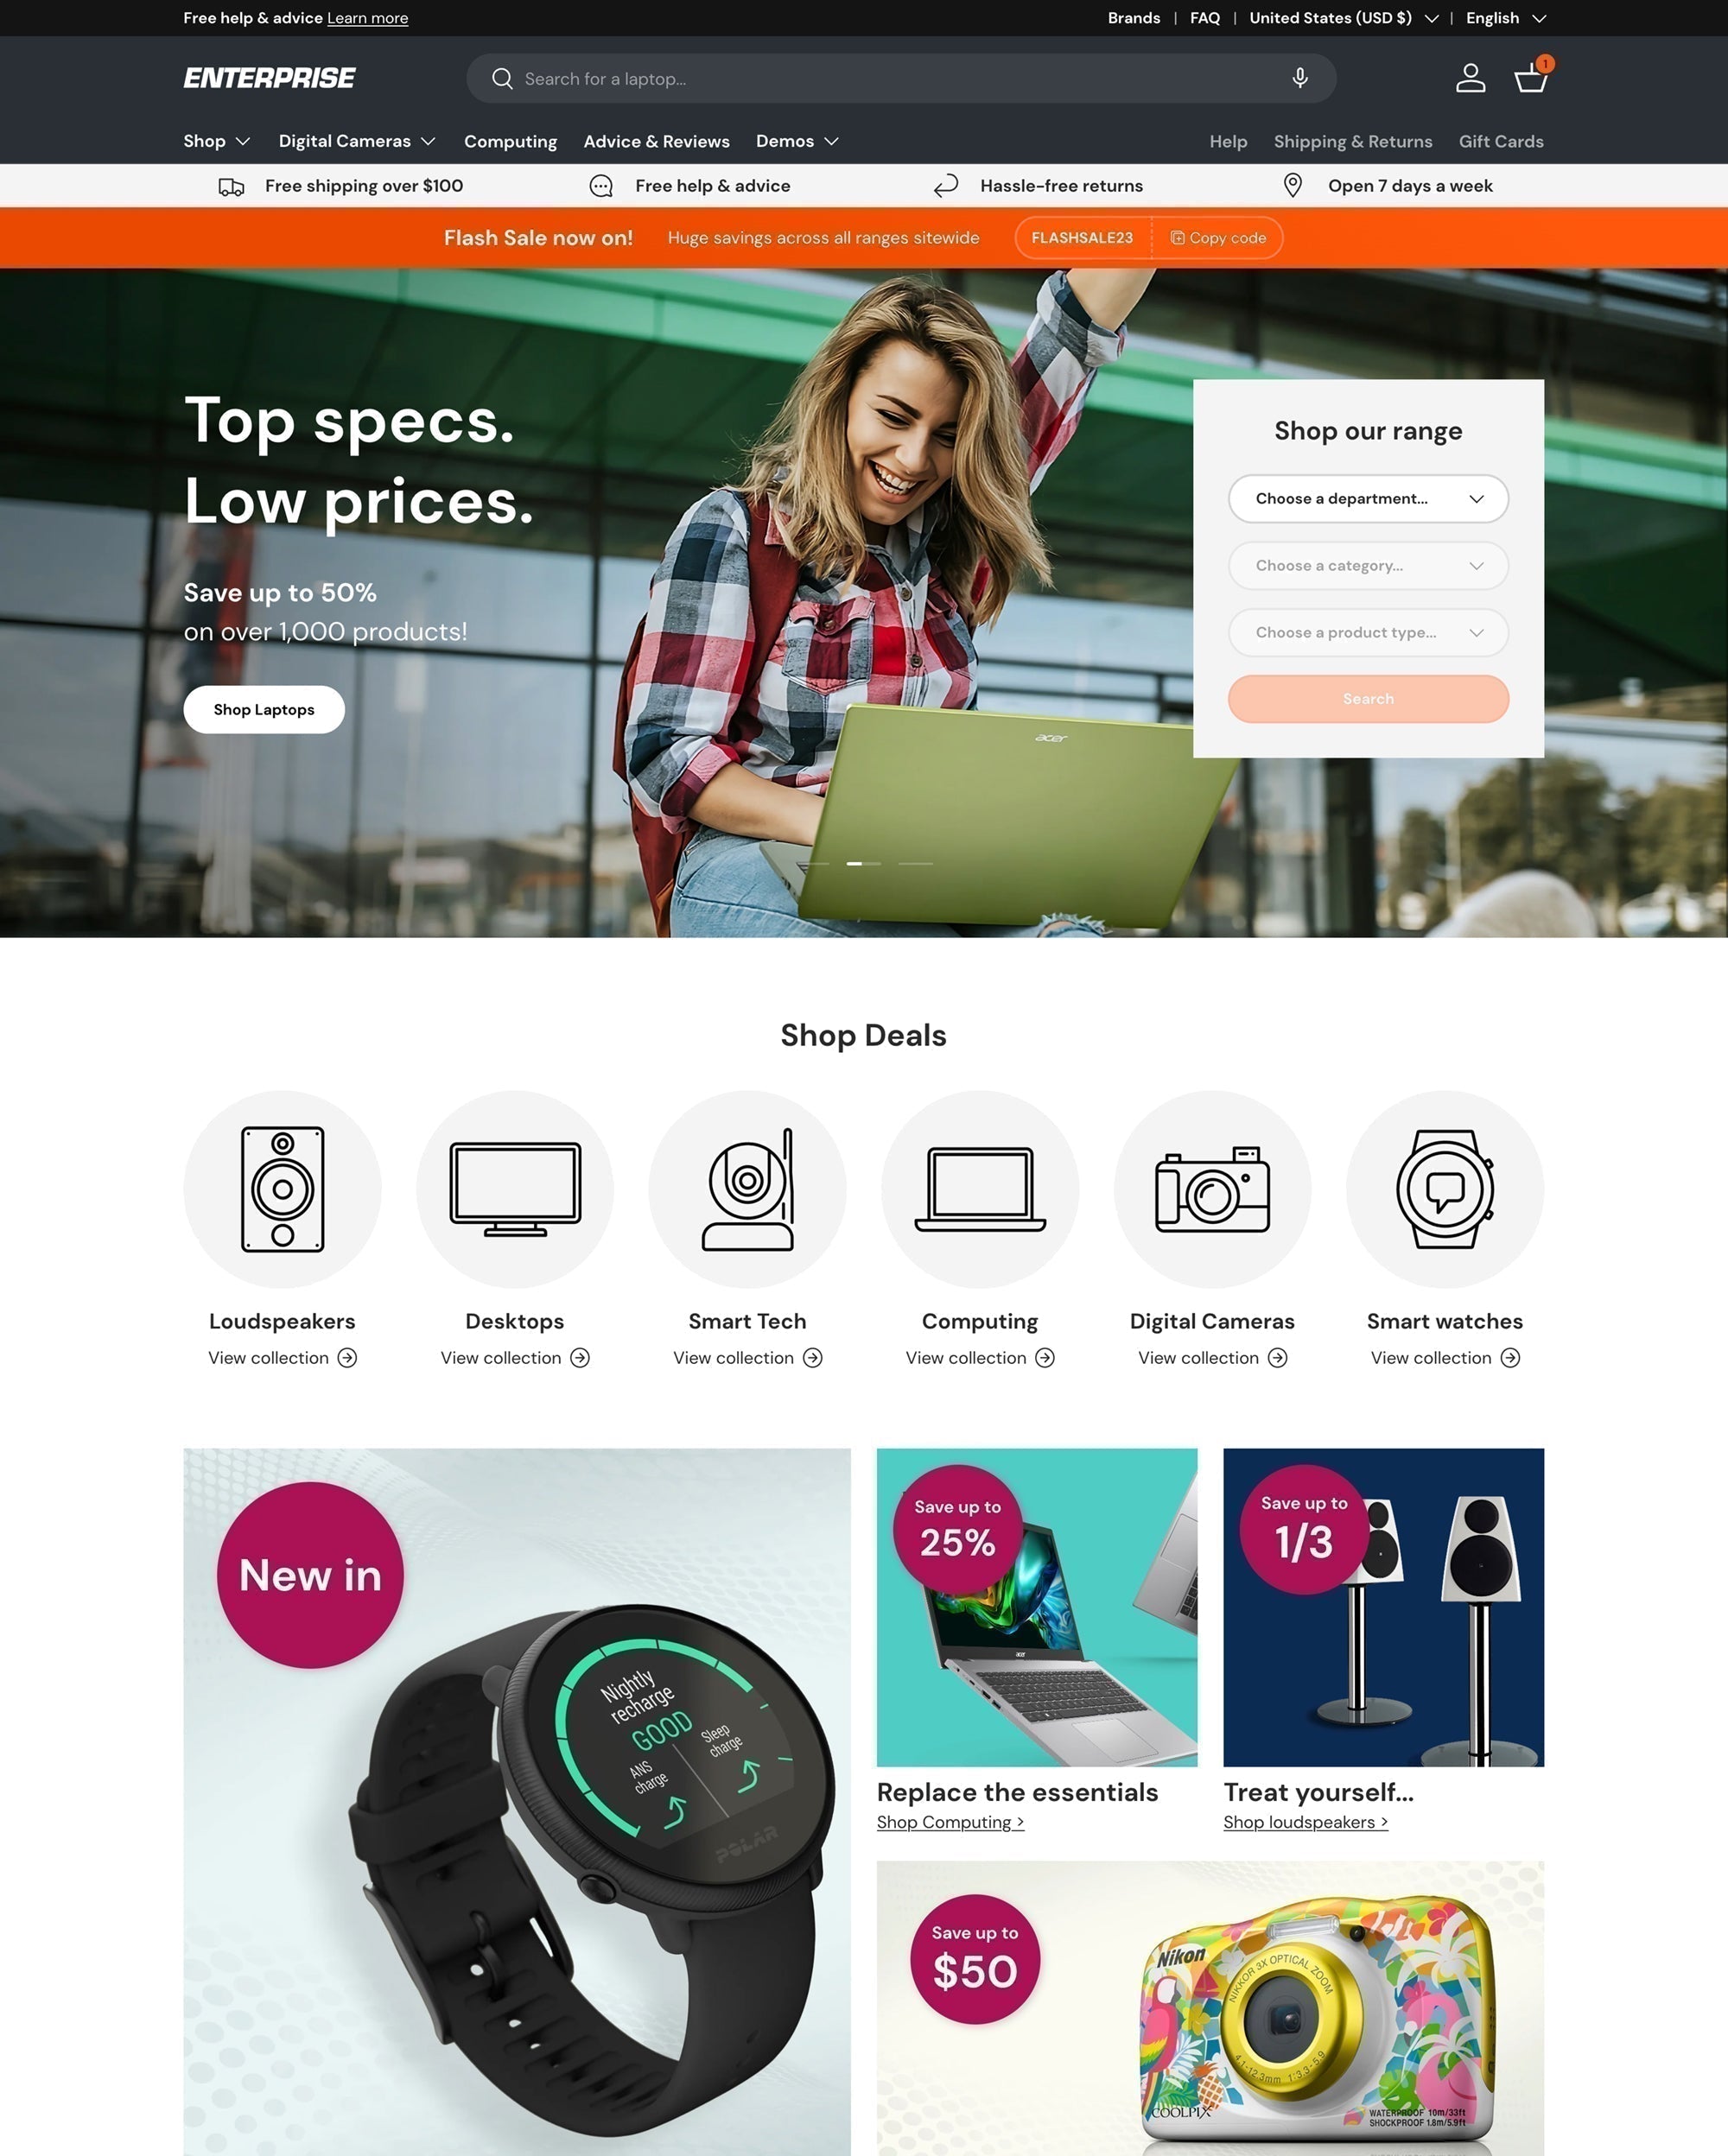 Free help & advice Learn more
Brands | FAQ | United States (USD $) | English
ENTERPRISE
Search for a laptop...
1
Shop
Digital Cameras
Computing
Advice & Reviews
Demos
Help
Shipping & Returns
Gift Cards
Free shipping over $100
Free help & advice
Hassle-free returns
Open 7 days a week
Flash Sale now on!
Huge savings across all ranges sitewide
FLASHSALE23
Copy code
Top specs.
Low prices.
Save up to 50%
on over 1,000 products!
Shop Laptops
acer
Shop our range
Choose a department...
Choose a category...
Choose a product type...
Search
Shop Deals
Loudspeakers
View collection
Desktops
View collection
Smart Tech
View collection
Computing
View collection
Digital Cameras
View collection
Smart watches
View collection
New in
Nightly
recharge
GOOD
ANS
charge
Sleep
charge
POLAR
Save up to
25%
acer
Replace the essentials
Shop Computing >
Save up to
1/3
Treat yourself...
Shop loudspeakers >
Save up to
$50
Nikon
NIKKOR 3X OPTICAL ZOOM
4.1-12.3mm 1:3.3-5.9
COOLPIX
WATERPROOF 10m/33ft
SHOCKPROOF 1.8m/5.9ft